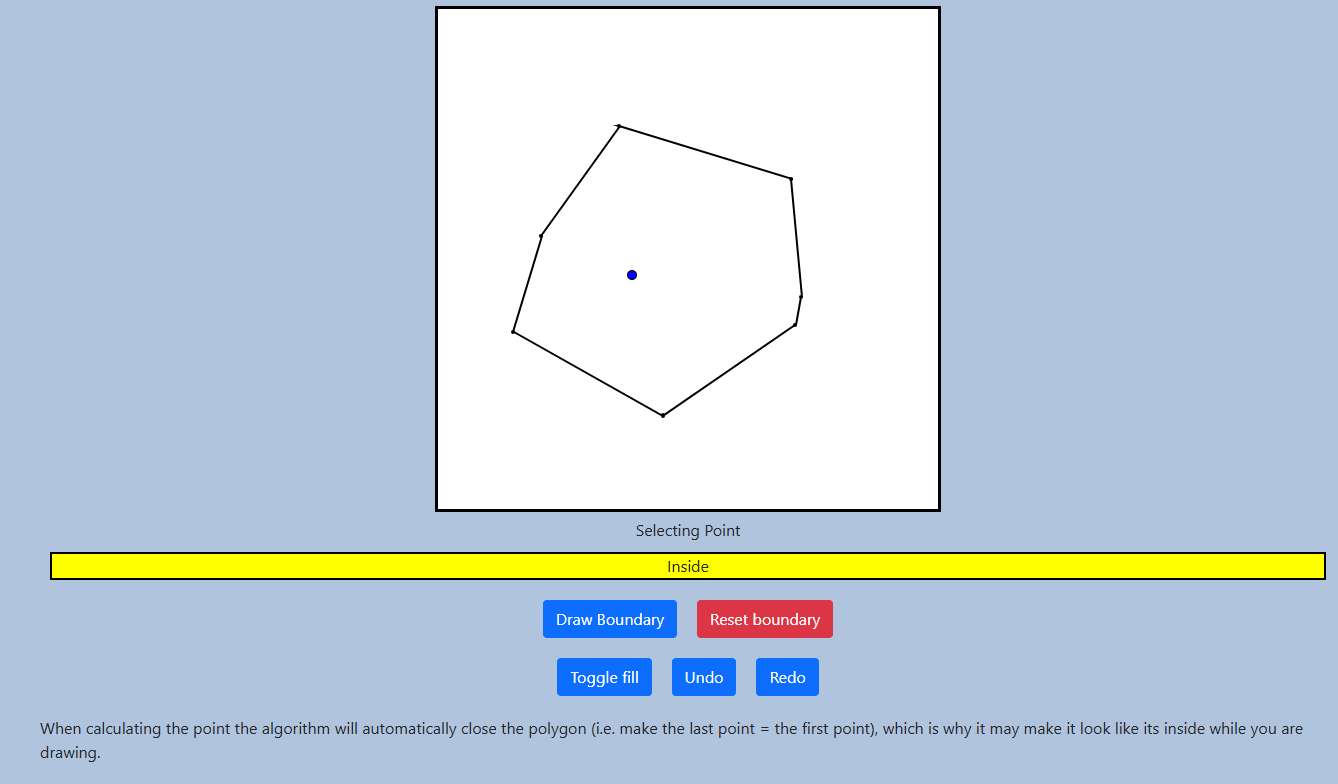 Selecting Point
Inside
Draw Boundary
Reset boundary
Toggle fill
Undo
Redo
When calculating the point the algorithm will automatically close the polygon (i.e. make the last point = the first point), which is why it may make it look like its inside while you are
drawing.